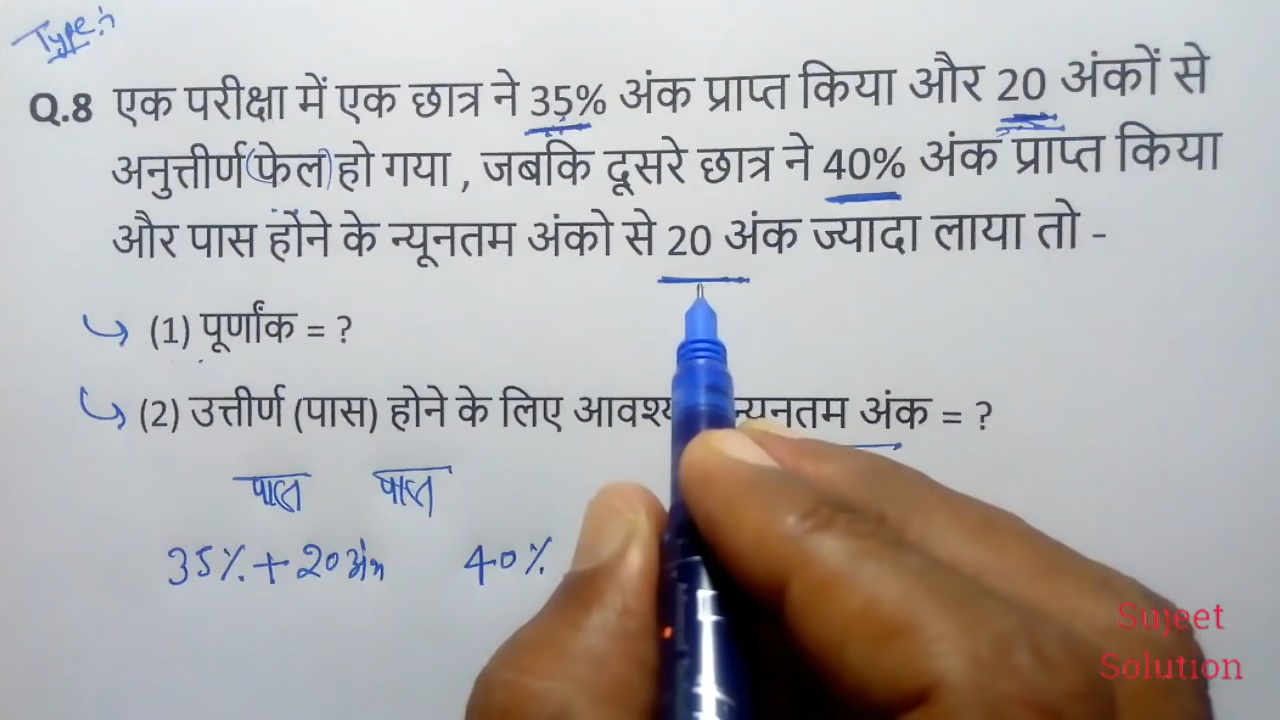 Type:-
Q.8 एक परीक्षा में एक छात्र ने 35% अंक प्राप्त किया और 20 अंकों से
अनुत्तीर्ण(फेल) हो गया , जबकि दूसरे छात्र ने 40% अंक प्राप्त किया
और पास होने के न्यूनतम अंको से 20 अंक ज्यादा लाया तो -
(1) पूर्णांक = ?
(2) उत्तीर्ण (पास) होने के लिए न्यूनतम अंक = ?
35% + 20 अंक 40%
Sujeet
Solution